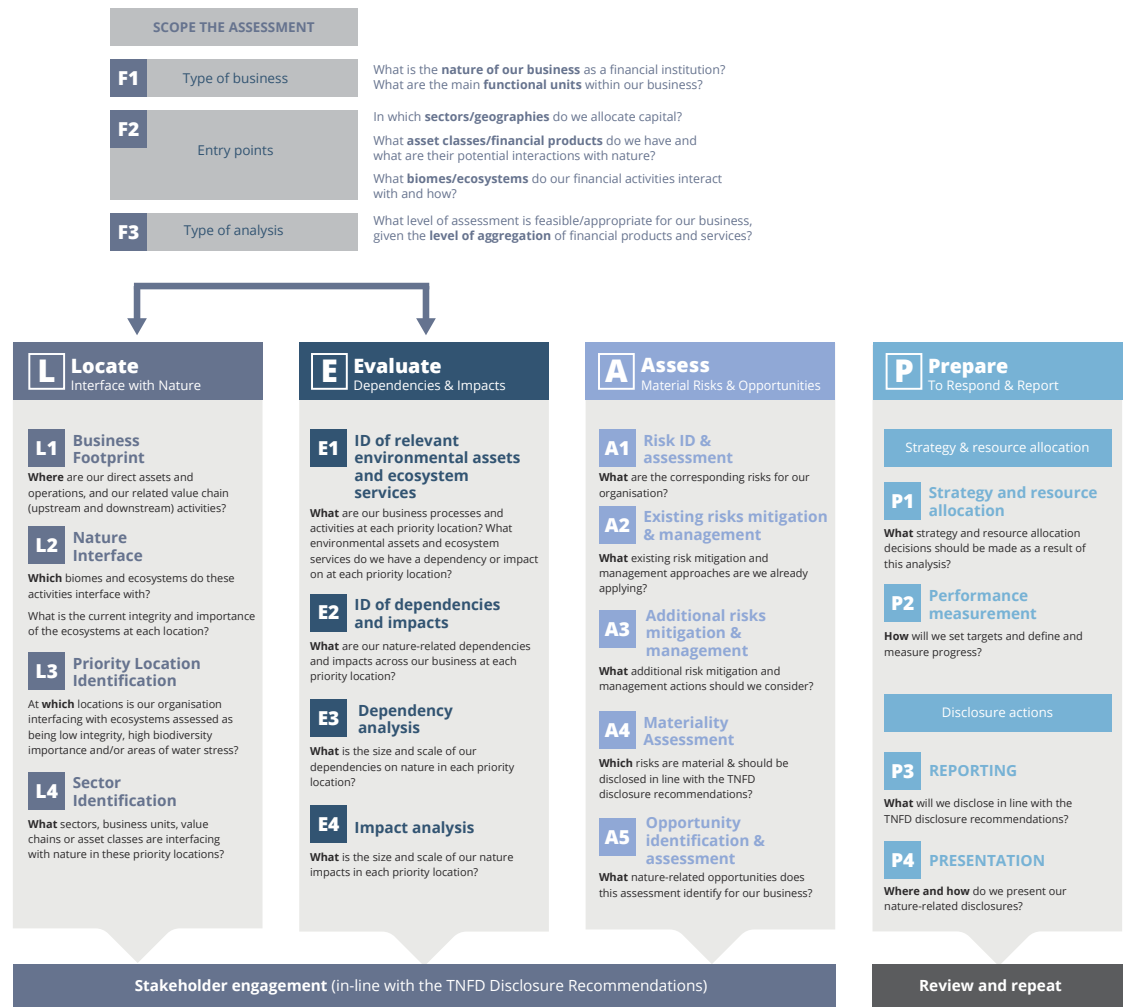 SCOPE THE ASSESSMENT
F1
Type of business
What is the nature of our business as a financial institution?
What are the main functional units within our business?
F2
Entry points
In which sectors/geographies do we allocate capital?
What asset classes/financial products do we have and
what are their potential interactions with nature?
What biomes/ecosystems do our financial activities interact
with and how?
F3
Type of analysis
What level of assessment is feasible/appropriate for our business,
given the level of aggregation of financial products and services?
L
Locate
Interface with Nature
L1
Business
Footprint
Where are our direct assets and
operations, and our related value chain
(upstream and downstream) activities?
L2
Nature
Interface
Which biomes and ecosystems do these
activities interface with?
What is the current integrity and importance
of the ecosystems at each location?
L3
Priority Location
Identification
At which locations is our organisation
interfacing with ecosystems assessed as
being low integrity, high biodiversity
importance and/or areas of water stress?
L4
Sector
Identification
What sectors, business units, value
chains or asset classes are interfacing
with nature in these priority locations?
E
Evaluate
Dependencies & Impacts
E1
ID of relevant
environmental assets
and ecosystem
services
What are our business processes and
activities at each priority location? What
environmental assets and ecosystem
services do we have a dependency or impact
on at each priority location?
E2
ID of dependencies
and impacts
What are our nature-related dependencies
and impacts across our business at each
priority location?
E3
Dependency
analysis
What is the size and scale of our
dependencies on nature in each priority
location?
E4
Impact analysis
What is the size and scale of our nature
impacts in each priority location?
A
Assess
Material Risks & Opportunities
A1
Risk ID &
assessment
What are the corresponding risks for our
organisation?
A2
Existing risks mitigation
& management
What existing risk mitigation and
management approaches are we already
applying?
A3
Additional risks
mitigation &
management
What additional risk mitigation and
management actions should we consider?
A4
Materiality
Assessment
Which risks are material & should be
disclosed in line with the TNFD
disclosure recommendations?
A5
Opportunity
identification &
assessment
What nature-related opportunities does
this assessment identify for our business?
P
Prepare
To Respond & Report
Strategy & resource allocation
P1
Strategy and resource
allocation
What strategy and resource allocation
decisions should be made as a result of
this analysis?
P2
Performance
measurement
How will we set targets and define and
measure progress?
Disclosure actions
P3
REPORTING
What will we disclose in line with the
TNFD disclosure recommendations?
P4
PRESENTATION
Where and how do we present our
nature-related disclosures?
Stakeholder engagement (in-line with the TNFD Disclosure Recommendations)
Review and repeat